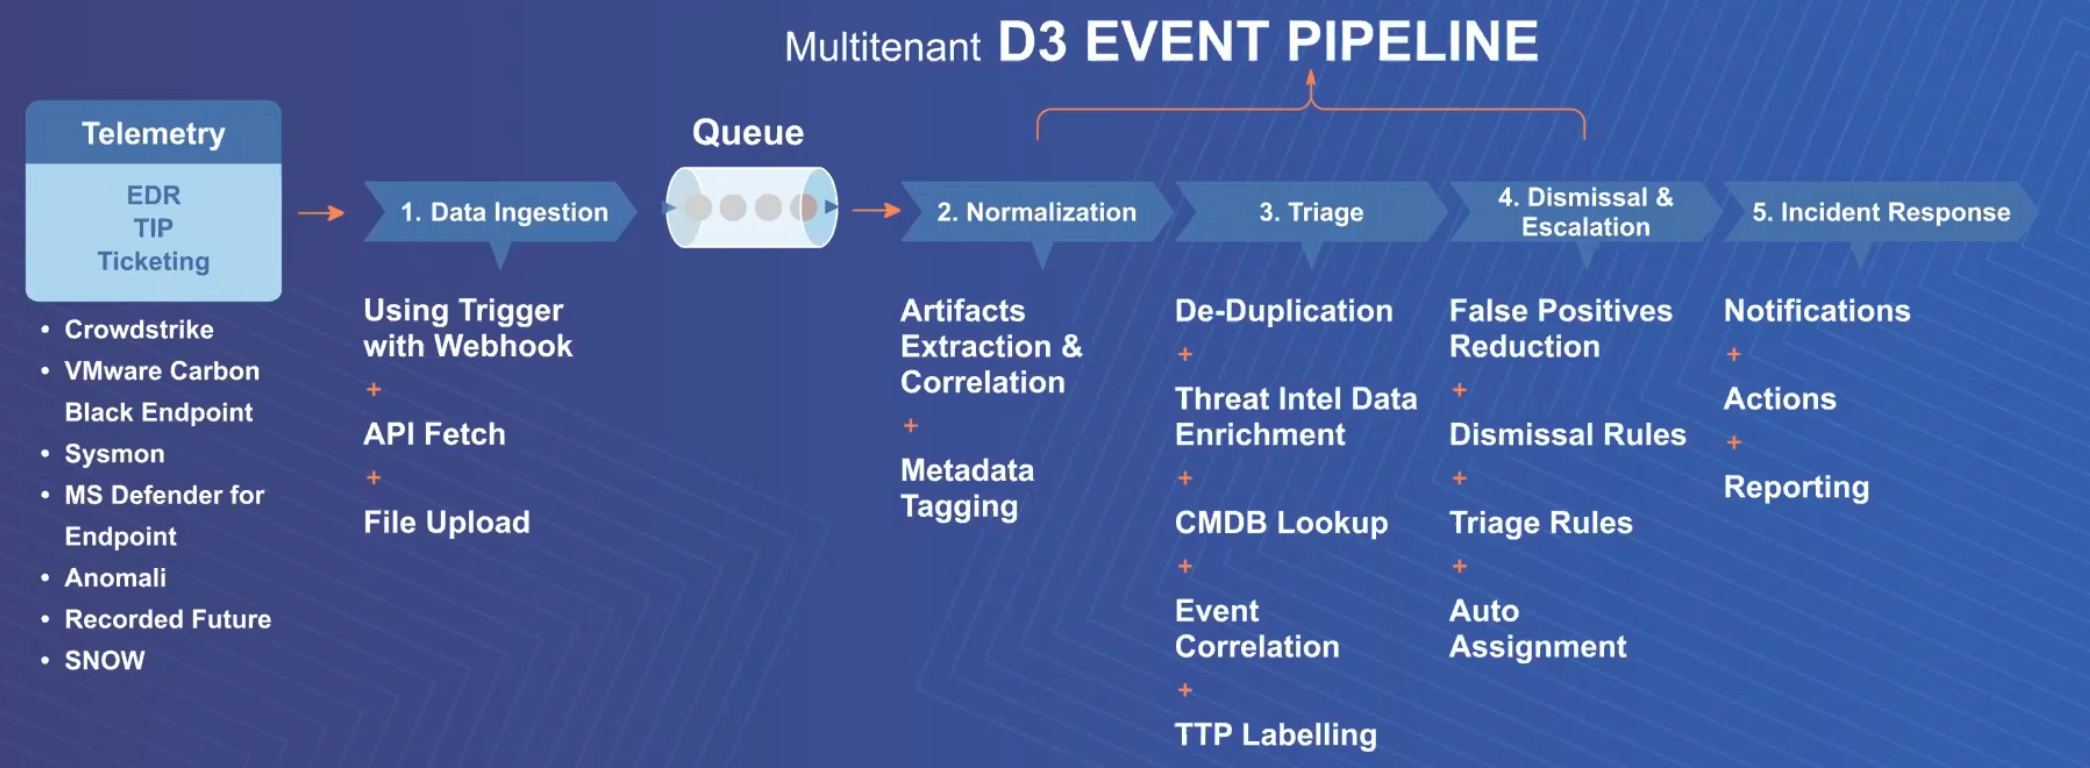 Multitenant D3 EVENT PIPELINE
Telemetry
EDR
TIP
Ticketing
• Crowdstrike
• VMware Carbon
Black Endpoint
• Sysmon
• MS Defender for
Endpoint
• Anomali
• Recorded Future
• SNOW
1. Data Ingestion
Using Trigger
with Webhook
+
API Fetch
+
File Upload
Queue
2. Normalization
Artifacts
Extraction &
Correlation
+
Metadata
Tagging
3. Triage
De-Duplication
+
Threat Intel Data
Enrichment
+
CMDB Lookup
+
Event
Correlation
+
TTP Labelling
4. Dismissal &
Escalation
False Positives
Reduction
+
Dismissal Rules
+
Triage Rules
+
Auto
Assignment
5. Incident Response
Notifications
+
Actions
+
Reporting